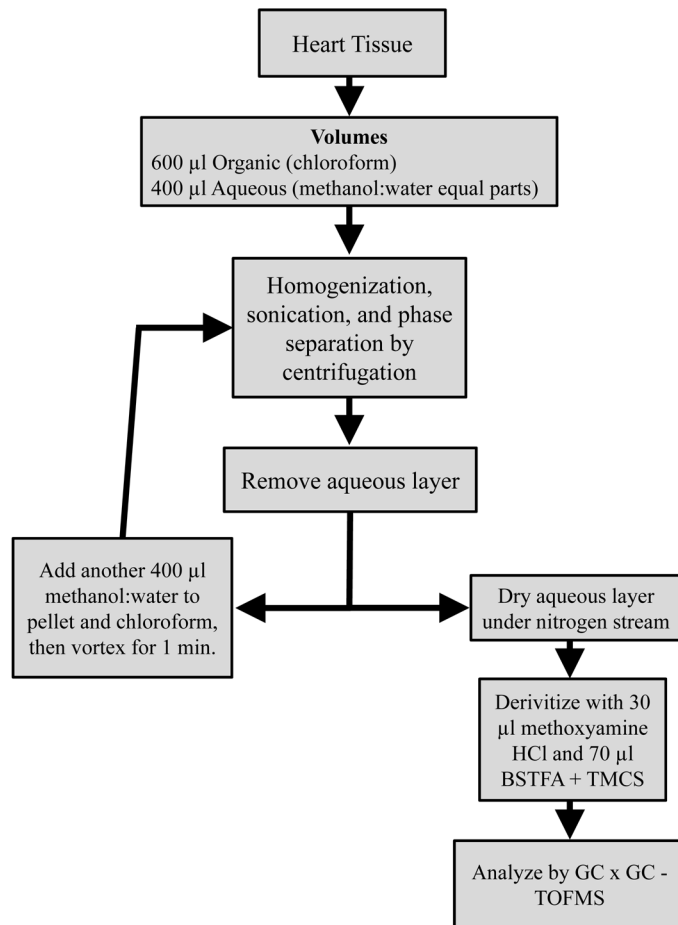 Heart Tissue
Volumes
600 µl Organic (chloroform)
400 µl Aqueous (methanol:water equal parts)
Homogenization,
sonication, and phase
separation by
centrifugation
Remove aqueous layer
Add another 400 µl
methanol:water to
pellet and chloroform,
then vortex for 1 min.
Dry aqueous layer
under nitrogen stream
Derivitize with 30
µl methoxyamine
HCl and 70 µl
BSTFA + TMCS
Analyze by GC x GC -
TOFMS